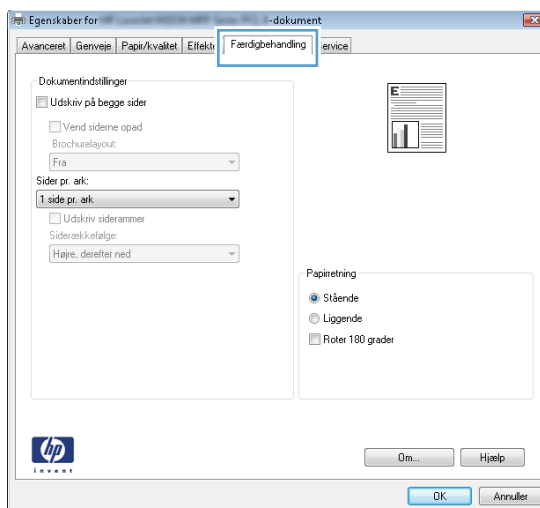 Egenskaber for -dokument
Avanceret Genveje Papir/kvalitet Færdigbehandling
Dokumentindstillinger
Udskriv på begge sider
Vend siderne opad
Brochurelayout:
Fra
Sider pr. ark:
1 side pr. ark
Udskriv siderammer
Siderækkefølge:
Højre, derefter ned
E
Papirretning
Stående
Liggende
Roter 180 grader
hp
invent
Om... Hjælp
OK Annuller